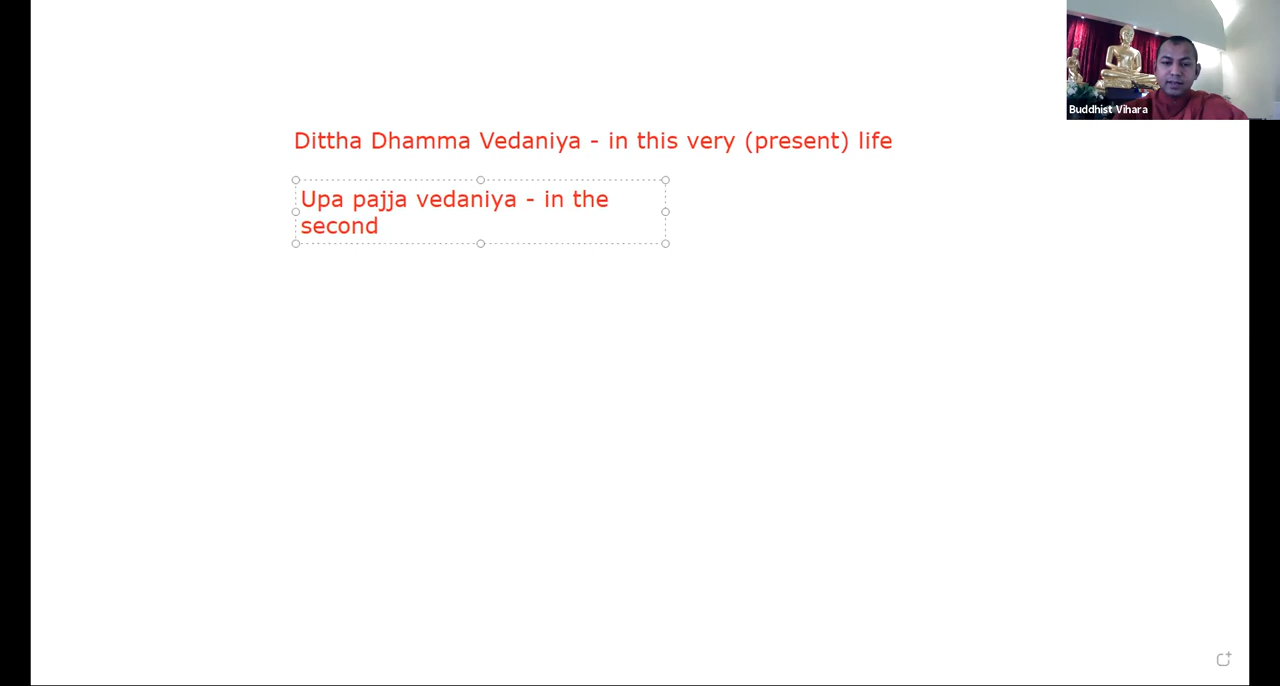 Buddhist Vihara
Dittha Dhamma Vedaniya - in this very (present) life
Upa pajja vedaniya - in the
second